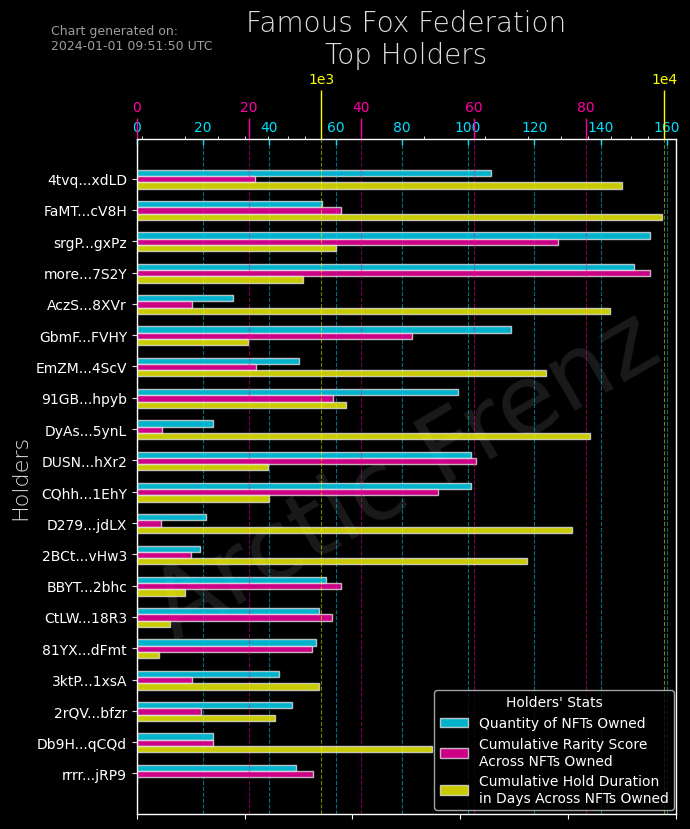 Chart generated on:
2024-01-01 09:51:50 UTC
Famous Fox Federation
Top Holders
1e3 1e4
0 20 40 60 80
0 20 40 60 80 100 120 140 160
Holders
4tvq...xdLD
FaMT...cV8H
srgP...gxPz
more...7S2Y
AczS...8XVr
GbmF...FVHY
EmZM...4ScV
91GB...hpyb
DyAs...5ynL
DUSN...hXr2
CQhh...1EhY
D279...jdLX
2BCt...vHw3
BBYT...2bhc
CtLW...18R3
81YX...dFmt
3ktP...1xsA
2rQV...bfzr
Db9H...qCQd
rrrr...jRP9
Arctic Frenz
Holders' Stats
Quantity of NFTs Owned
Cumulative Rarity Score
Across NFTs Owned
Cumulative Hold Duration
in Days Across NFTs Owned